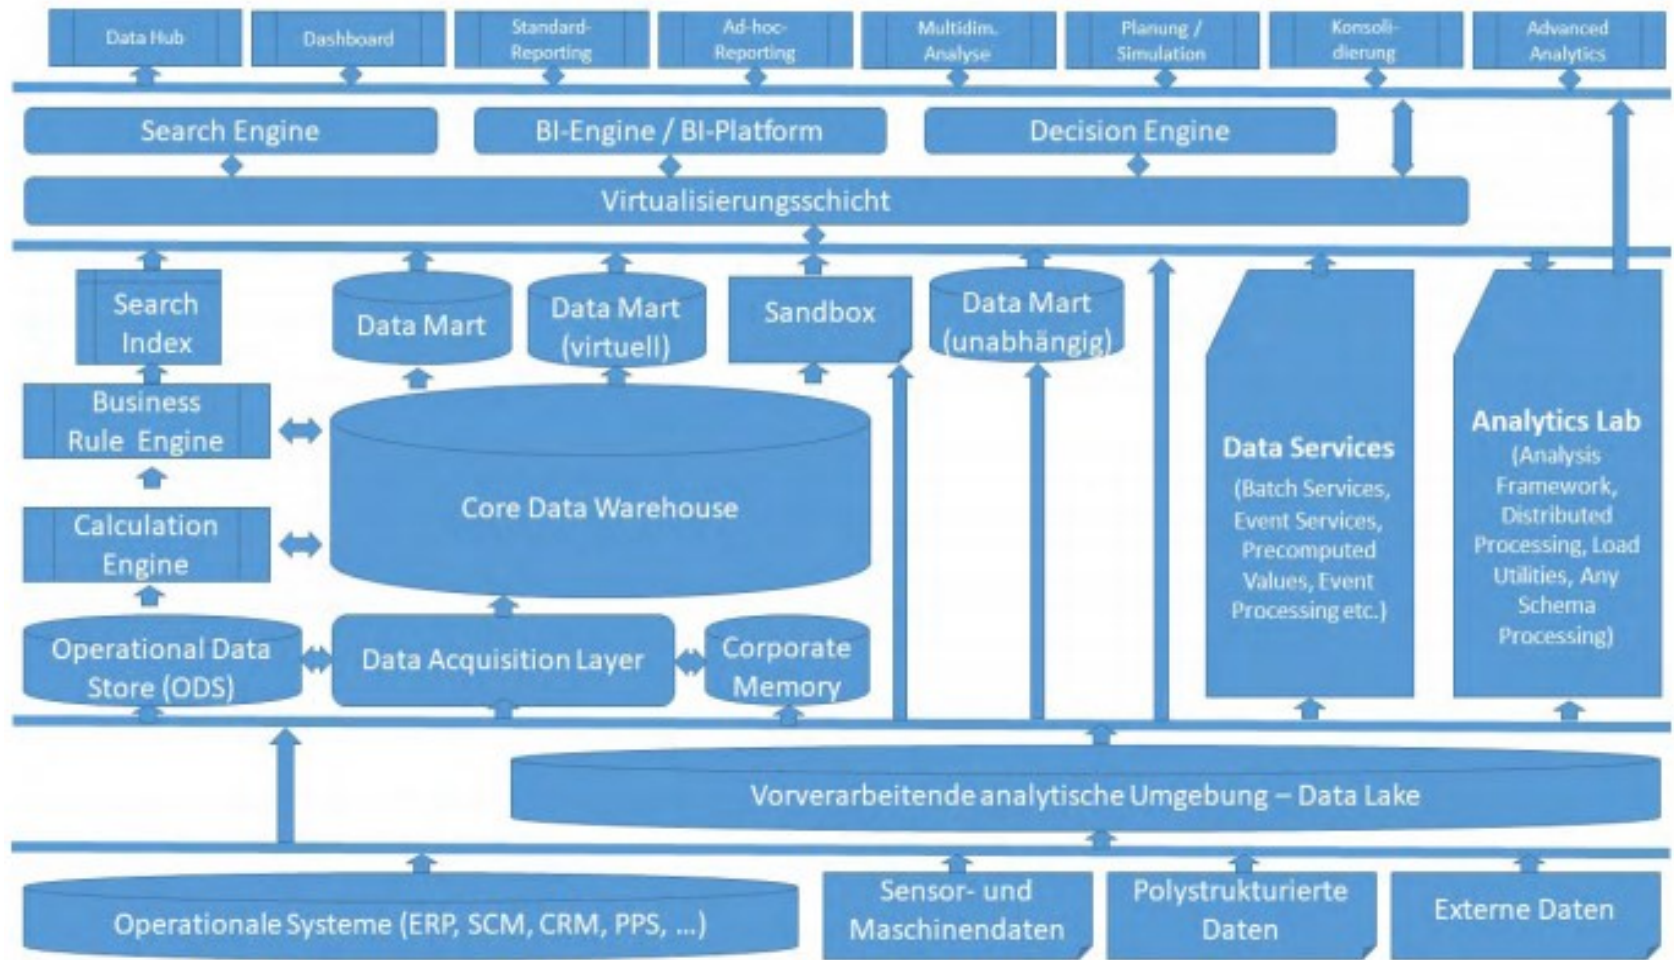 Data Hub
Dashboard
Standard-
Reporting
Ad-hoc-
Reporting
Multidim.
Analyse
Planung /
Simulation
Konsoli-
dierung
Advanced
Analytics
Search Engine
BI-Engine / BI-Platform
Decision Engine
Virtualisierungsschicht
Search
Index
Data Mart
Data Mart
(virtuell)
Sandbox
Data Mart
(unabhängig)
Business
Rule Engine
Core Data Warehouse
Calculation
Engine
Data Services
(Batch Services,
Event Services,
Precomputed
Values, Event
Processing etc.)
Analytics Lab
(Analysis
Framework,
Distributed
Processing, Load
Utilities, Any
Schema
Processing)
Operational Data
Store (ODS)
Data Acquisition Layer
Corporate
Memory
Vorverarbeitende analytische Umgebung – Data Lake
Operationale Systeme (ERP, SCM, CRM, PPS, ...)
Sensor- und
Maschinendaten
Polystrukturierte
Daten
Externe Daten